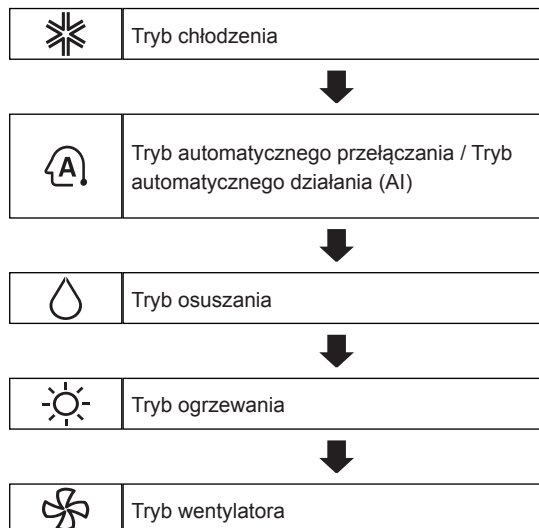 Tryb chłodzenia
A
Tryb automatycznego przełączania / Tryb
automatycznego działania (AI)
Tryb osuszania
Tryb ogrzewania
Tryb wentylatora